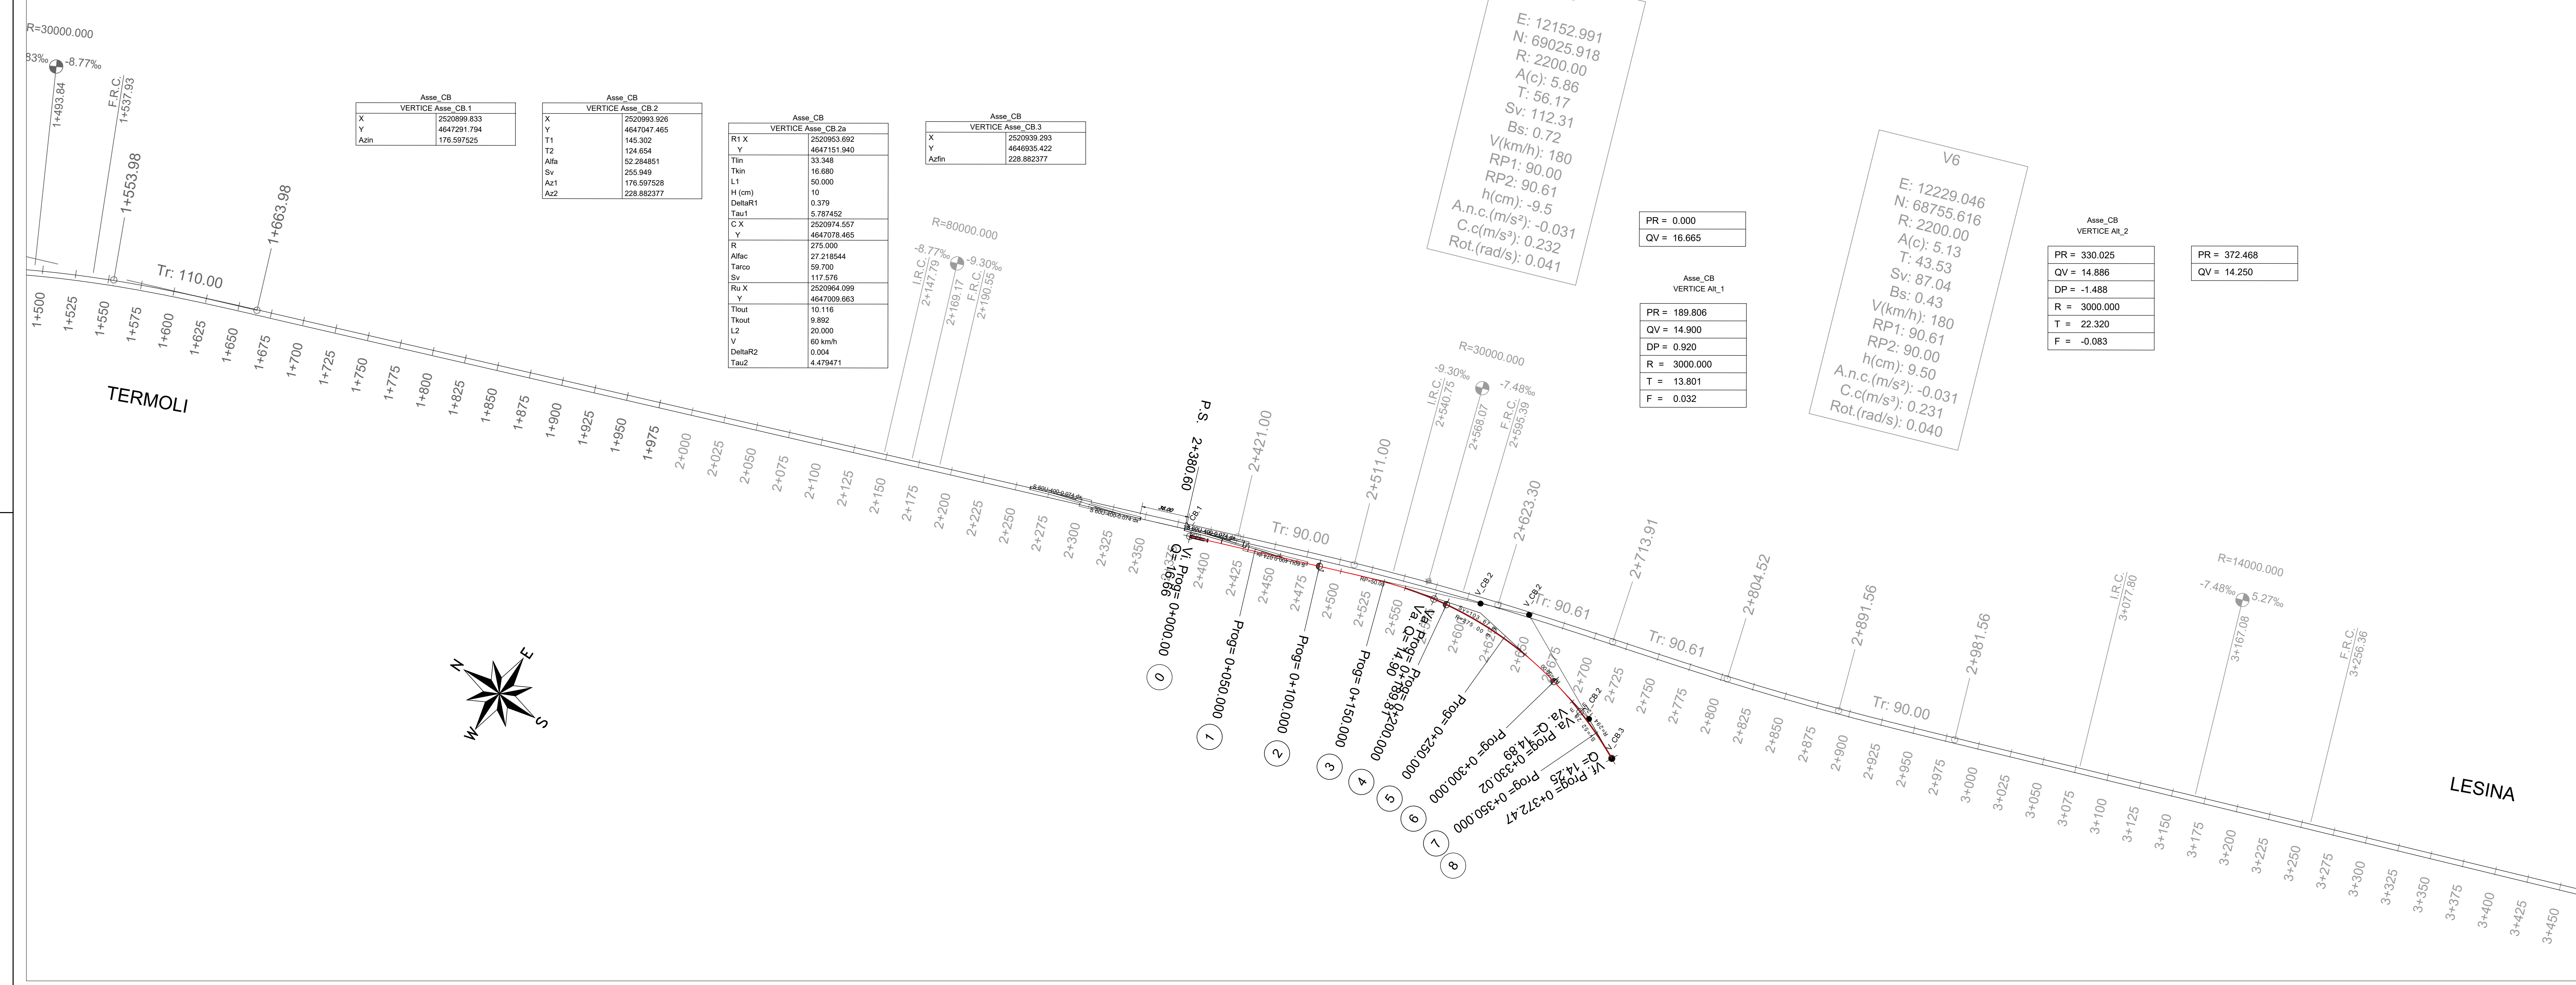 R=30000.000
-8.77‰
1+493.84
F.R.C.
1+537.93
1+553.98
1+663.98
Tr: 110.00
Asse_CB
VERTICE Asse_CB.1
X 2520899.833
Y 4647291.794
Azin 176.597525
Asse_CB
VERTICE Asse_CB.2
X 2520993.926
Y 4647047.465
T1 145.302
T2 124.654
Alfa 52.284851
Sv 255.949
Az1 176.597528
Az2 228.882377
Asse_CB
VERTICE Asse_CB.2a
R1 X 2520953.692
Y 4647151.940
Tlin 33.348
Tkin 16.680
L1 50.000
H (cm) 10
DeltaR1 0.379
Tau1 5.787452
C X 2520974.557
Y 4647078.465
R 275.000
Alfac 27.218544
Tarco 59.700
Sv 117.576
Ru X 2520964.099
Y 4647009.663
Tlout 10.116
Tkout 9.892
L2 20.000
V 60 km/h
DeltaR2 0.004
Tau2 4.479471
Asse_CB
VERTICE Asse_CB.3
X 2520939.293
Y 4646935.422
Azfin 228.882377
R=80000.000
-8.77‰
-9.30‰
I.R.C.
2+147.79
2+169.17
F.R.C.
2+190.55
E: 12152.991
N: 69025.918
R: 2200.00
A(c): 5.86
T: 56.17
Sv: 112.31
Bs: 0.72
V(km/h): 180
RP1: 90.00
RP2: 90.61
h(cm): -9.5
A.n.c.(m/s²): -0.031
C.c(m/s³): 0.232
Rot.(rad/s): 0.041
PR = 0.000
QV = 16.665
Asse_CB
VERTICE Alt_1
PR = 189.806
QV = 14.900
DP = 0.920
R = 3000.000
T = 13.801
F = 0.032
V6
E: 12229.046
N: 68755.616
R: 2200.00
A(c): 5.13
T: 43.53
Sv: 87.04
Bs: 0.43
V(km/h): 180
RP1: 90.61
RP2: 90.00
h(cm): 9.50
A.n.c.(m/s²): -0.031
C.c(m/s³): 0.231
Rot.(rad/s): 0.040
Asse_CB
VERTICE Alt_2
PR = 330.025
QV = 14.886
DP = -1.488
R = 3000.000
T = 22.320
F = -0.083
PR = 372.468
QV = 14.250
R=30000.000
-9.30‰
-7.48‰
I.R.C.
2+540.75
2+568.07
F.R.C.
2+595.39
P.S. 2+380.60
2+421.00
2+511.00
2+623.30
2+713.91
2+804.52
2+891.56
2+981.56
Tr: 90.00
Tr: 90.61
Tr: 90.61
Tr: 90.00
R=14000.000
-7.48‰
5.27‰
I.R.C.
3+077.80
3+167.08
F.R.C.
3+256.36
TERMOLI
LESINA
1+500
1+525
1+550
1+575
1+600
1+625
1+650
1+675
1+700
1+725
1+750
1+775
1+800
1+825
1+850
1+875
1+900
1+925
1+950
1+975
2+000
2+025
2+050
2+075
2+100
2+125
2+150
2+175
2+200
2+225
2+250
2+275
2+300
2+325
2+350
2+400
2+425
2+450
2+475
2+500
2+525
2+550
2+650
2+675
2+700
2+725
2+750
2+775
2+800
2+825
2+850
2+875
2+900
2+925
2+950
2+975
3+000
3+025
3+050
3+075
3+100
3+125
3+150
3+175
3+200
3+225
3+250
3+275
3+300
3+325
3+350
3+375
3+400
3+425
3+450
V_CB.2
V_CB.2
Vi. Prog= 0+000.00
Q= 16.66
Prog= 0+050.000
Prog= 0+100.000
Prog= 0+150.000
Va. Prog= 0+189.81
Va. Q= 14.90
Prog= 0+200.000
Prog= 0+250.000
Prog= 0+300.000
Va. Prog= 0+330.02
Va. Q= 14.89
Prog= 0+350.000
Vf. Prog= 0+372.47
Q= 14.25
0
1
2
3
4
5
6
7
8
N
E
S
W